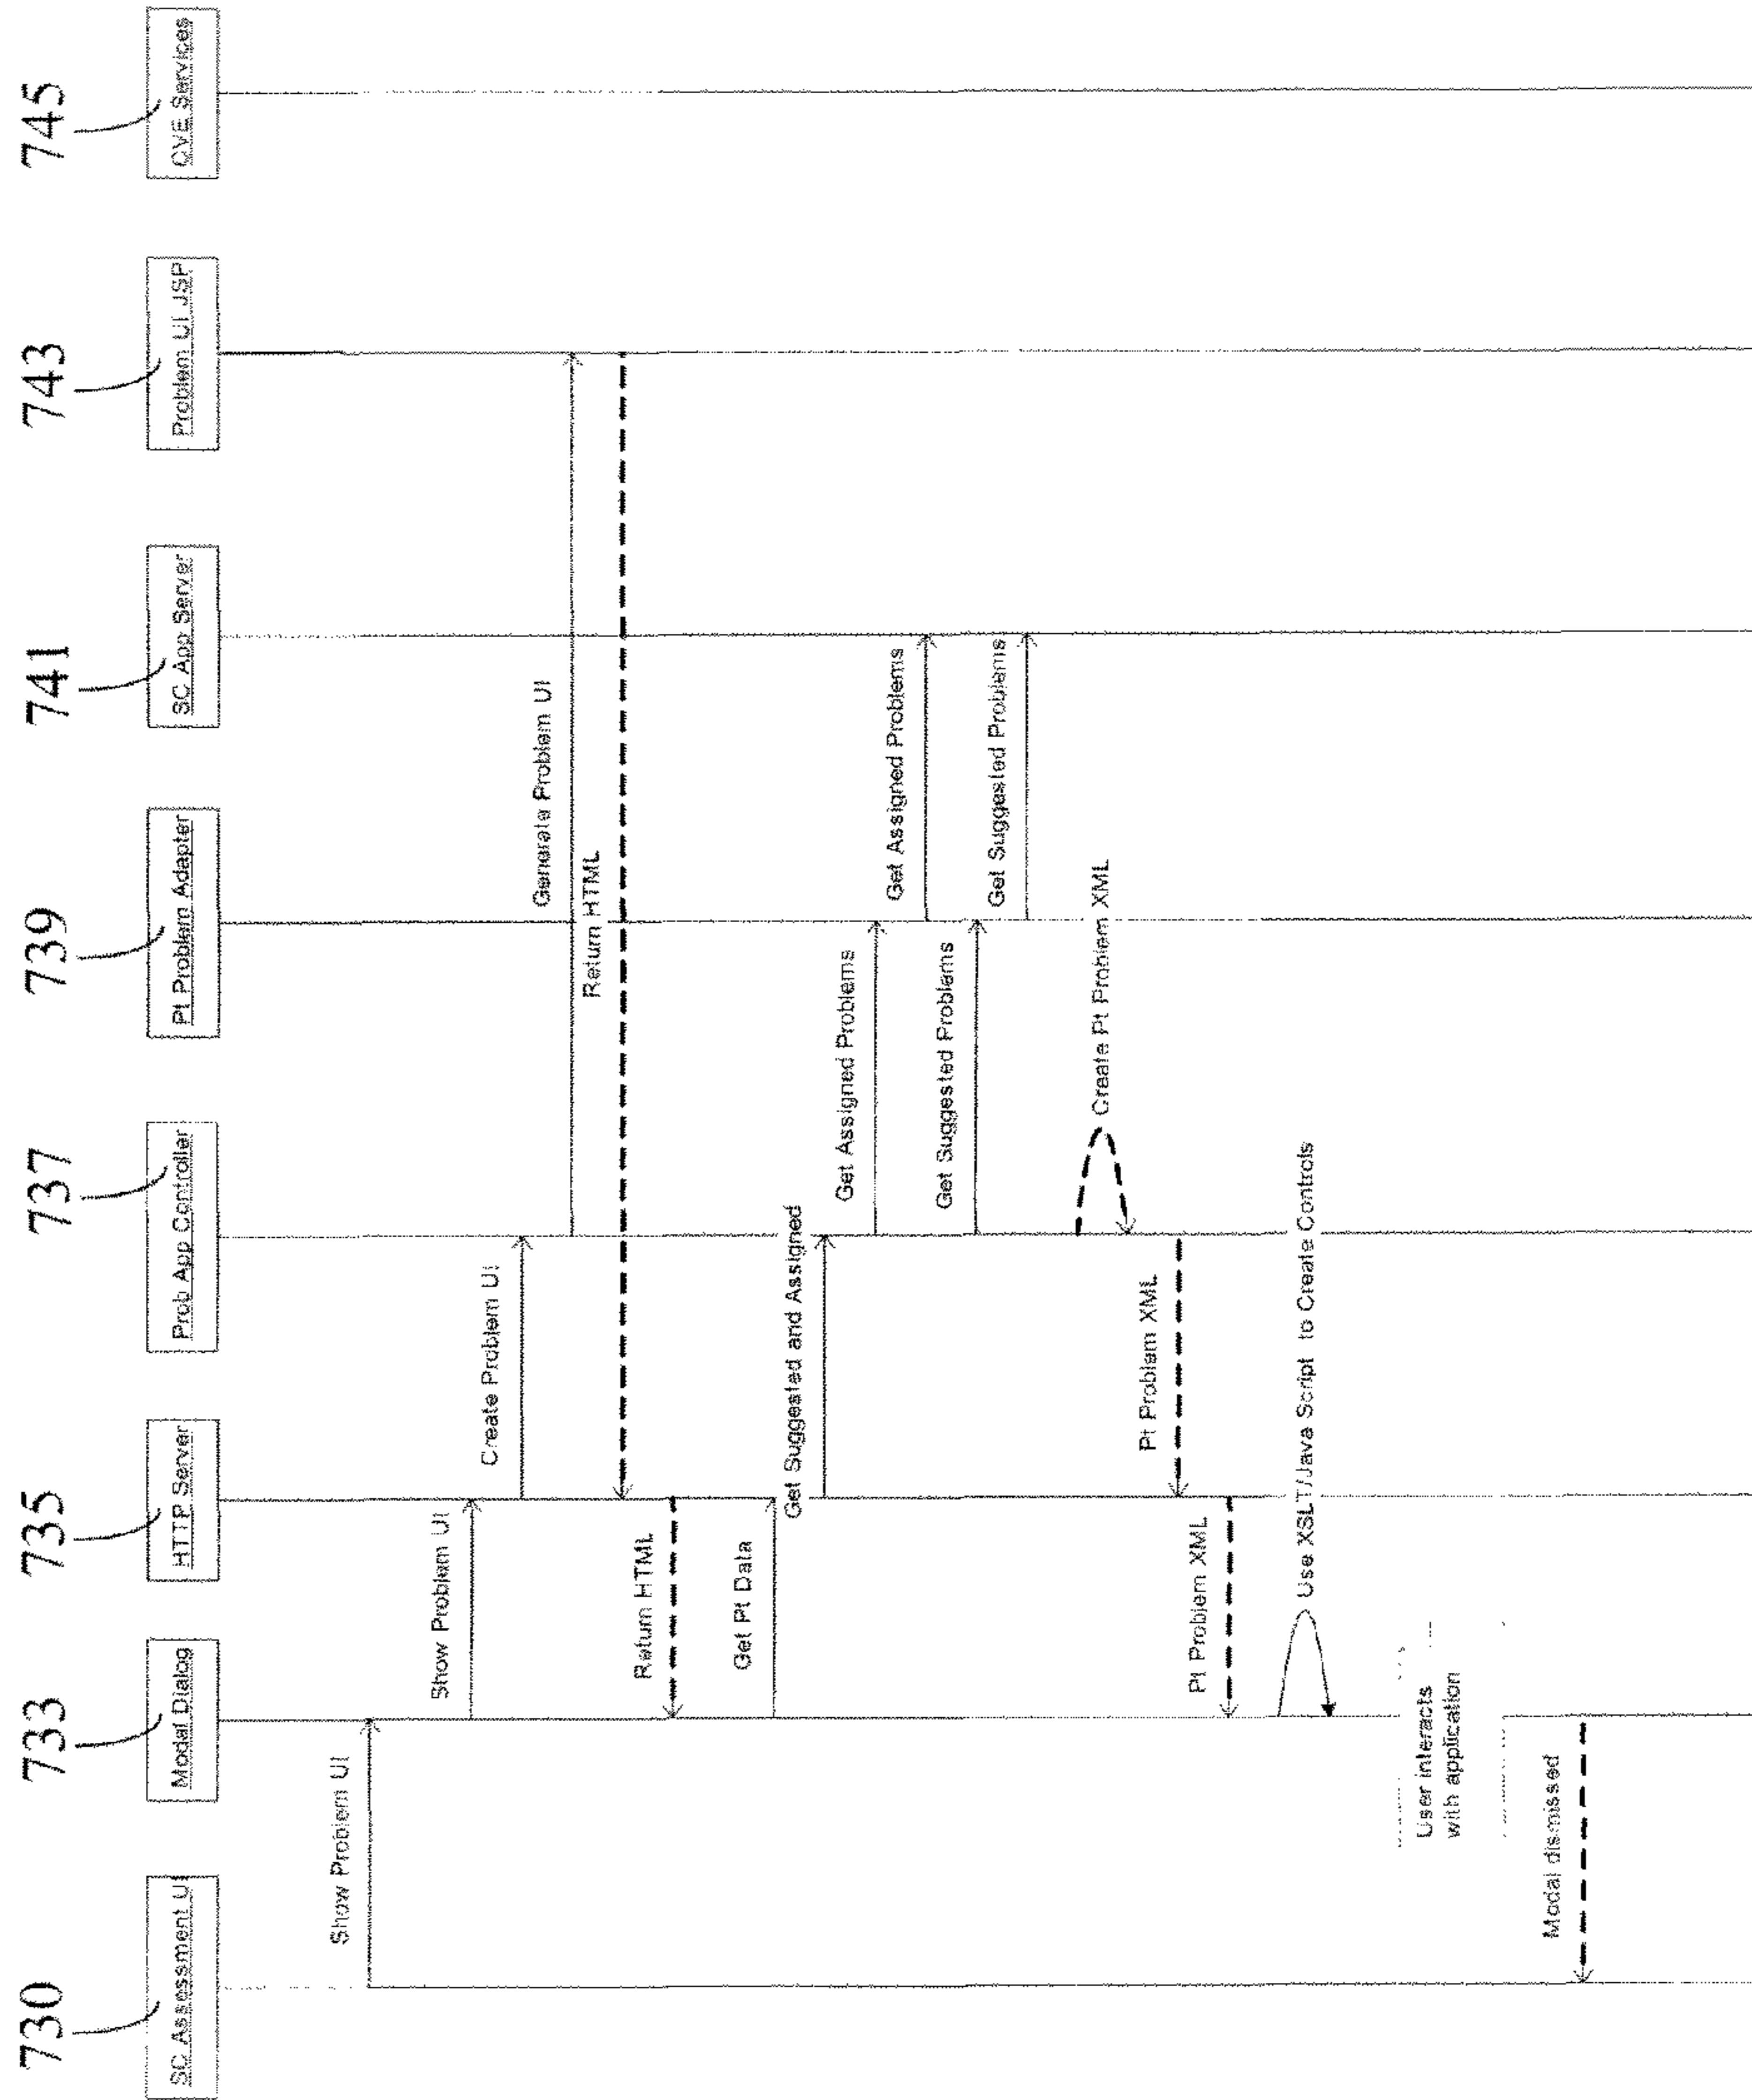 730
733
735
737
739
741
743
745
SC Assessment UI
Modal Dialog
HTTP Server
Prob App Controller
Pt Problem Adapter
SC App Server
Problem UI JSP
CVE Services
Show Problem UI
Show Problem UI
Create Problem UI
Generate Problem UI
Return HTML
Return HTML
Get Pt Data
Get Suggested and Assigned
Get Assigned Problems
Get Assigned Problems
Get Suggested Problems
Get Suggested Problems
Create Pt Problem XML
Pt Problem XML
Pt Problem XML
Use XSLT/Java Script to Create Controls
User interacts
with application
Modal dismissed